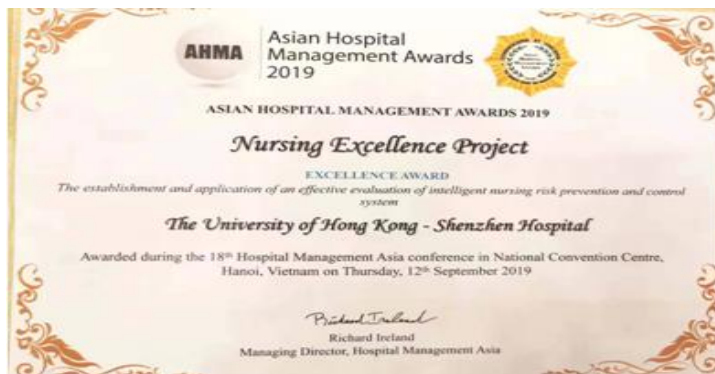 AHMA
Asian Hospital
Management Awards
2019
ASIAN HOSPITAL MANAGEMENT AWARDS 2019
Nursing Excellence Project
EXCELLENCE AWARD
The establishment and application of an effective evaluation of intelligent nursing risk prevention and control
system
The University of Hong Kong - Shenzhen Hospital
Awarded during the 18th Hospital Management Asia conference in National Convention Centre,
Hanoi, Vietnam on Thursday, 12th September 2019
Richard Ireland
Richard Ireland
Managing Director, Hospital Management Asia